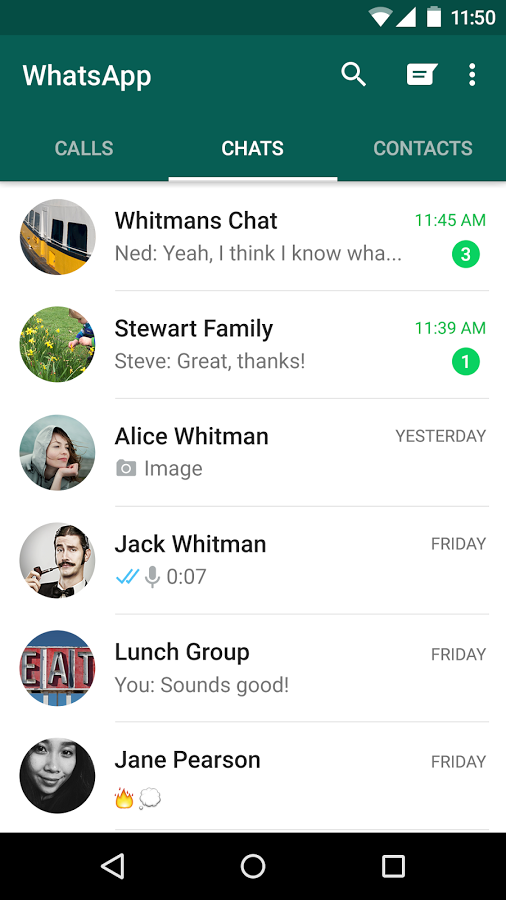 11:50
WhatsApp
CALLS CHATS CONTACTS
Whitmans Chat 11:45 AM
Ned: Yeah, I think I know wha... 3
Stewart Family 11:39 AM
Steve: Great, thanks! 1
Alice Whitman YESTERDAY
Image
Jack Whitman FRIDAY
0:07
EAT
Lunch Group FRIDAY
You: Sounds good!
Jane Pearson FRIDAY
🔥💭